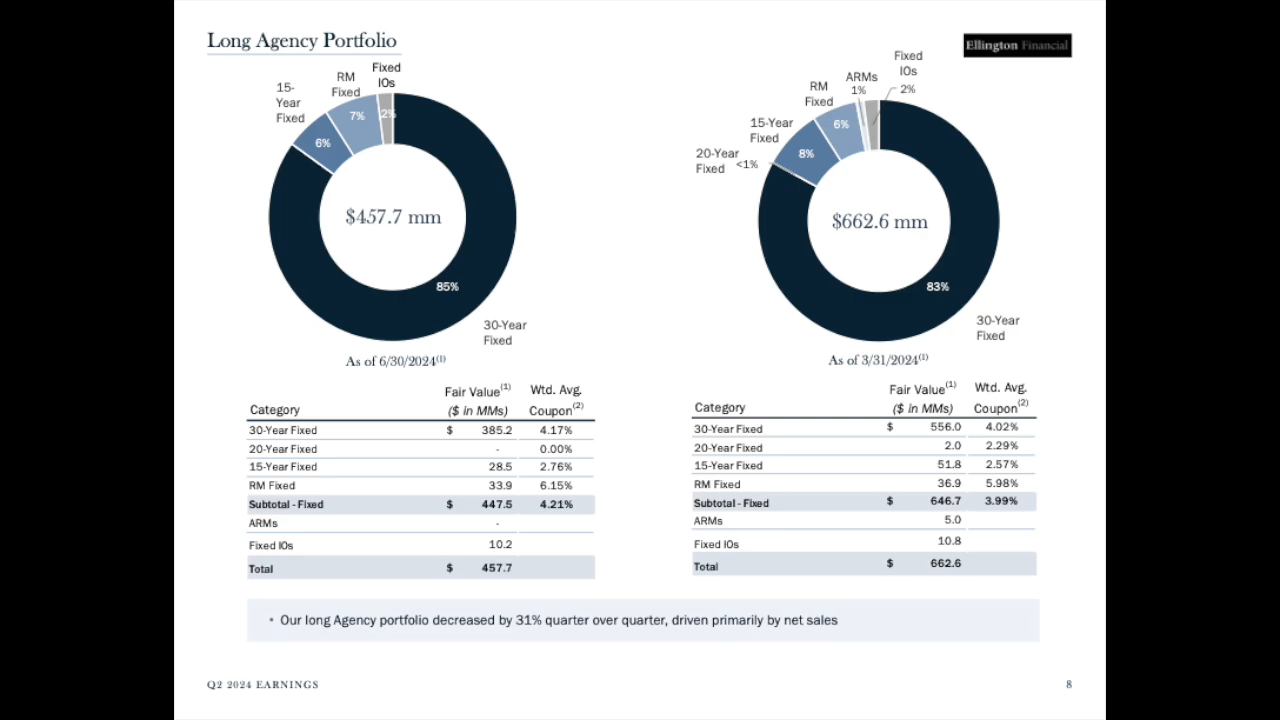 Long Agency Portfolio
Ellington Financial
15-
Year
Fixed
RM
Fixed
Fixed
IOs
6%
7%
2%
$457.7 mm
85%
30-Year
Fixed
As of 6/30/2024(1)
20-Year
Fixed
<1%
15-Year
Fixed
RM
Fixed
ARMs
1%
Fixed
IOs
2%
8%
6%
$662.6 mm
83%
30-Year
Fixed
As of 3/31/2024(1)
Category Fair Value(1) ($ in MMs) Wtd. Avg. Coupon(2)
30-Year Fixed $ 385.2 4.17%
20-Year Fixed - 0.00%
15-Year Fixed 28.5 2.76%
RM Fixed 33.9 6.15%
Subtotal - Fixed $ 447.5 4.21%
ARMs -
Fixed IOs 10.2
Total $ 457.7
Category Fair Value(1) ($ in MMs) Wtd. Avg. Coupon(2)
30-Year Fixed $ 556.0 4.02%
20-Year Fixed 2.0 2.29%
15-Year Fixed 51.8 2.57%
RM Fixed 36.9 5.98%
Subtotal - Fixed $ 646.7 3.99%
ARMs 5.0
Fixed IOs 10.8
Total $ 662.6
• Our long Agency portfolio decreased by 31% quarter over quarter, driven primarily by net sales
Q2 2024 EARNINGS
8